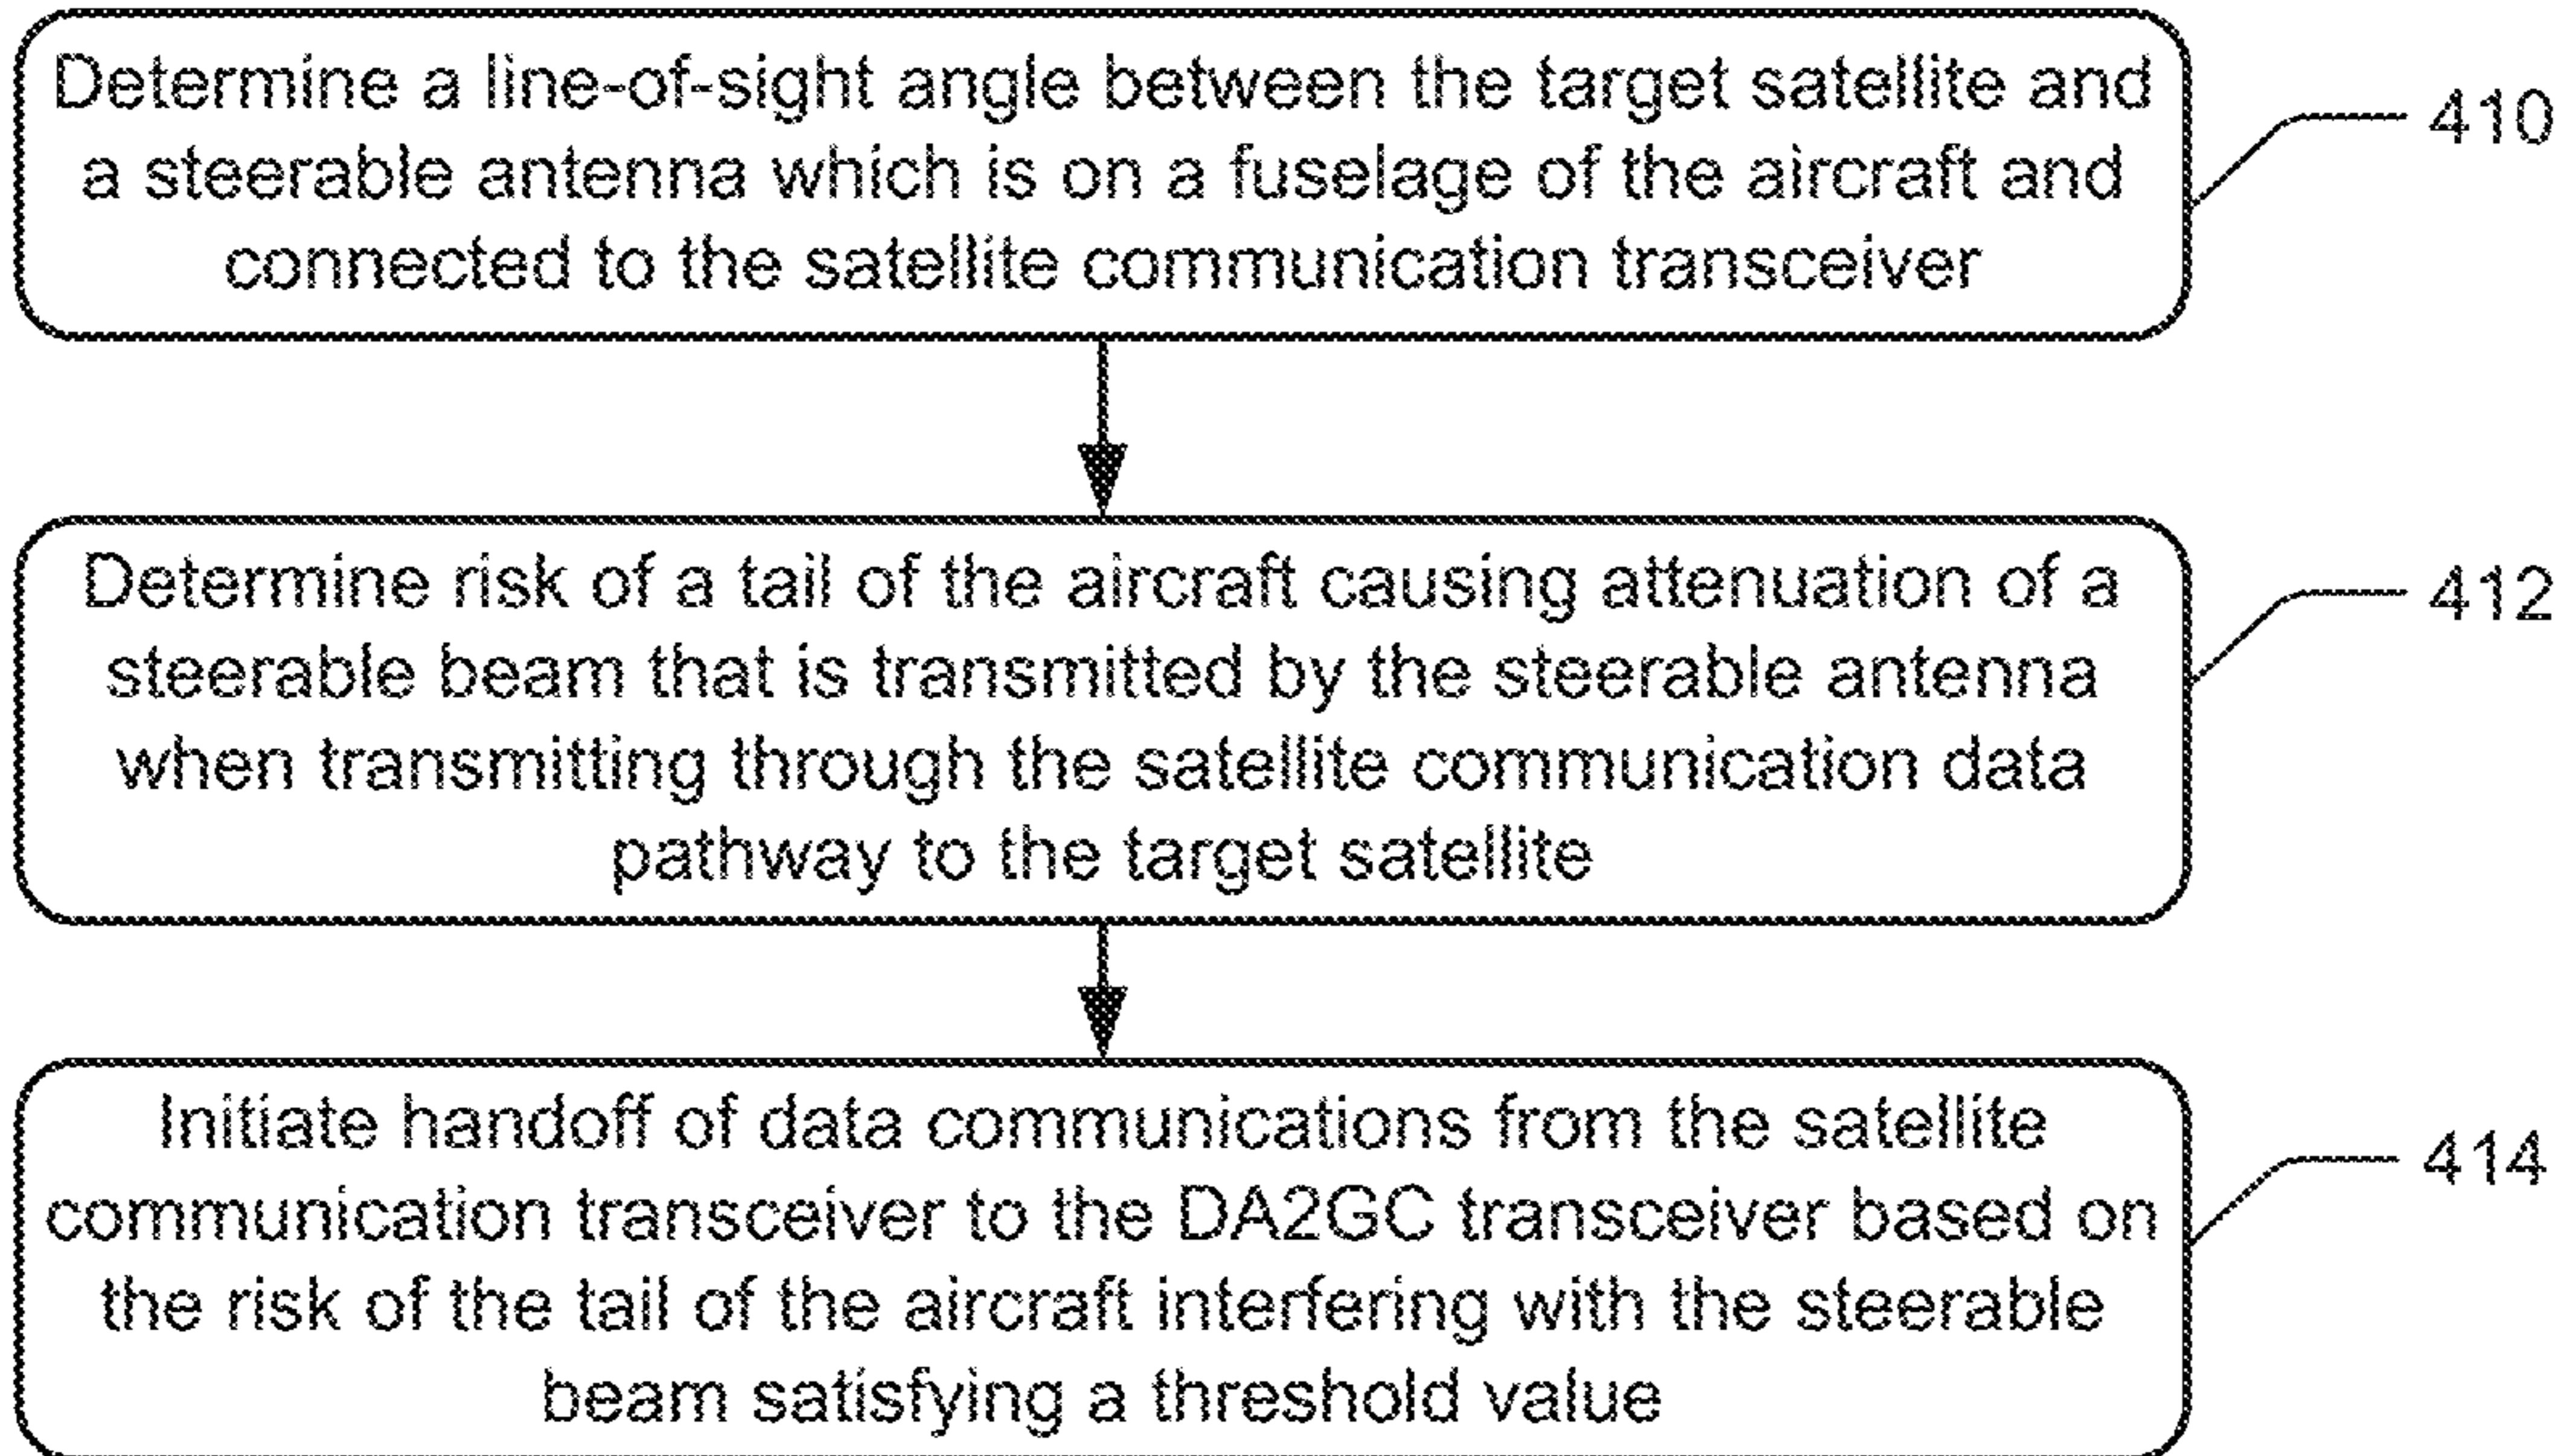 Determine a line-of-sight angle between the target satellite and
a steerable antenna which is on a fuselage of the aircraft and
connected to the satellite communication transceiver
410
Determine risk of a tail of the aircraft causing attenuation of a
steerable beam that is transmitted by the steerable antenna
when transmitting through the satellite communication data
pathway to the target satellite
412
Initiate handoff of data communications from the satellite
communication transceiver to the DA2GC transceiver based on
the risk of the tail of the aircraft interfering with the steerable
beam satisfying a threshold value
414